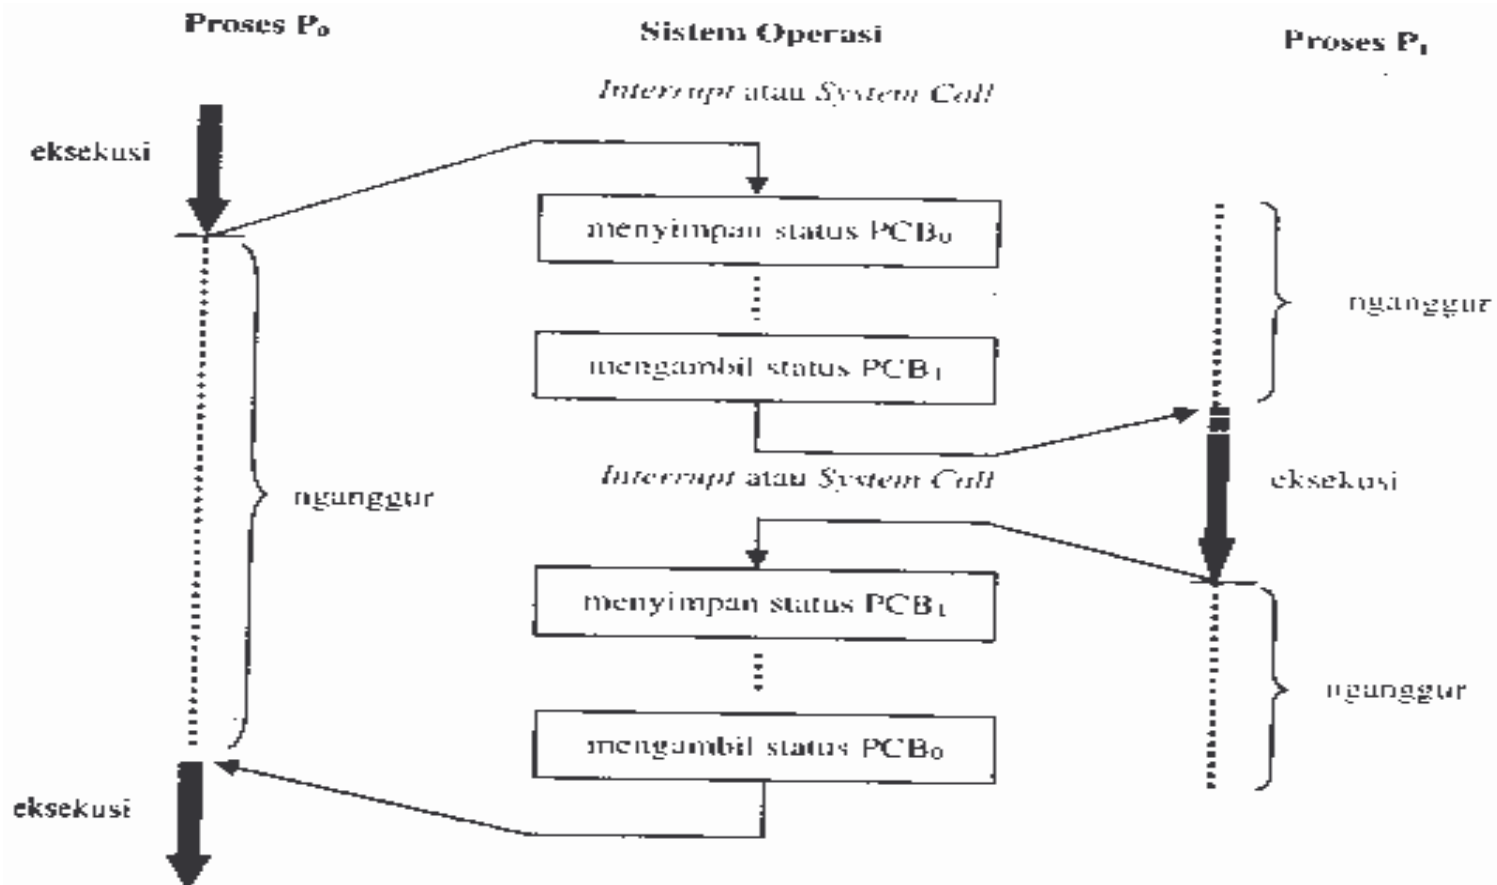 Proses P₀
Sistem Operasi
Proses P₁
Interrupt atau System Call
eksekusi
menyimpan status PCB₀
nganggur
mengambil status PCB₁
Interrupt atau System Call
eksekusi
nganggur
menyimpan status PCB₁
nganggur
mengambil status PCB₀
eksekusi